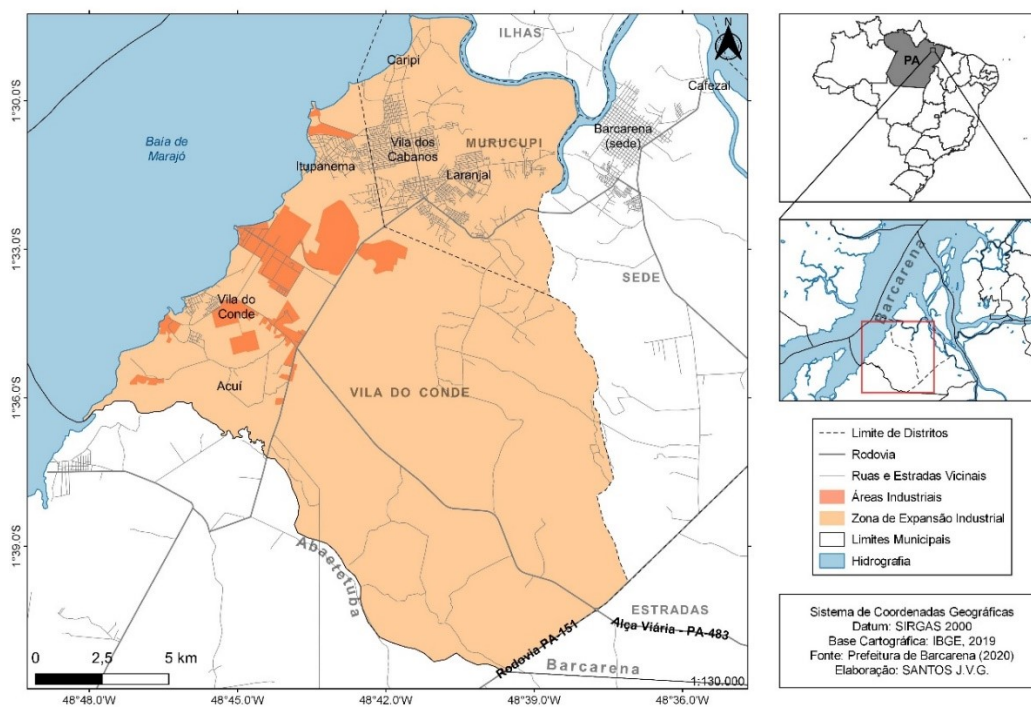 ILHAS
N
Caripi
Cafezal
1°30.0'S
Baía de
Marajó
Vila dos
Cabanos
MURUCUPI
Barcarena
(sede)
Itupanema
Laranjal
1°33.0'S
SEDE
Vila do
Conde
VILA DO CONDE
Acuí
1°36.0'S
1°39.0'S
Abaetetuba
ESTRADAS
Alça Viária - PA-483
Rodovia PA-151
Barcarena
0 2,5 5 km
1:130.000
48°48.0'W 48°45.0'W 48°42.0'W 48°39.0'W 48°36.0'W
PA
Barcarena
Limite de Distritos
Rodovia
Ruas e Estradas Vicinais
Áreas Industriais
Zona de Expansão Industrial
Limites Municipais
Hidrografia
Sistema de Coordenadas Geográficas
Datum: SIRGAS 2000
Base Cartográfica: IBGE, 2019
Fonte: Prefeitura de Barcarena (2020)
Elaboração: SANTOS J.V.G.